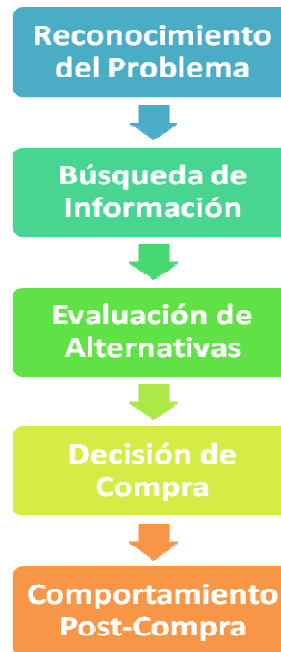 Reconocimiento
del Problema
Búsqueda de
Información
Evaluación de
Alternativas
Decisión de
Compra
Comportamiento
Post-Compra